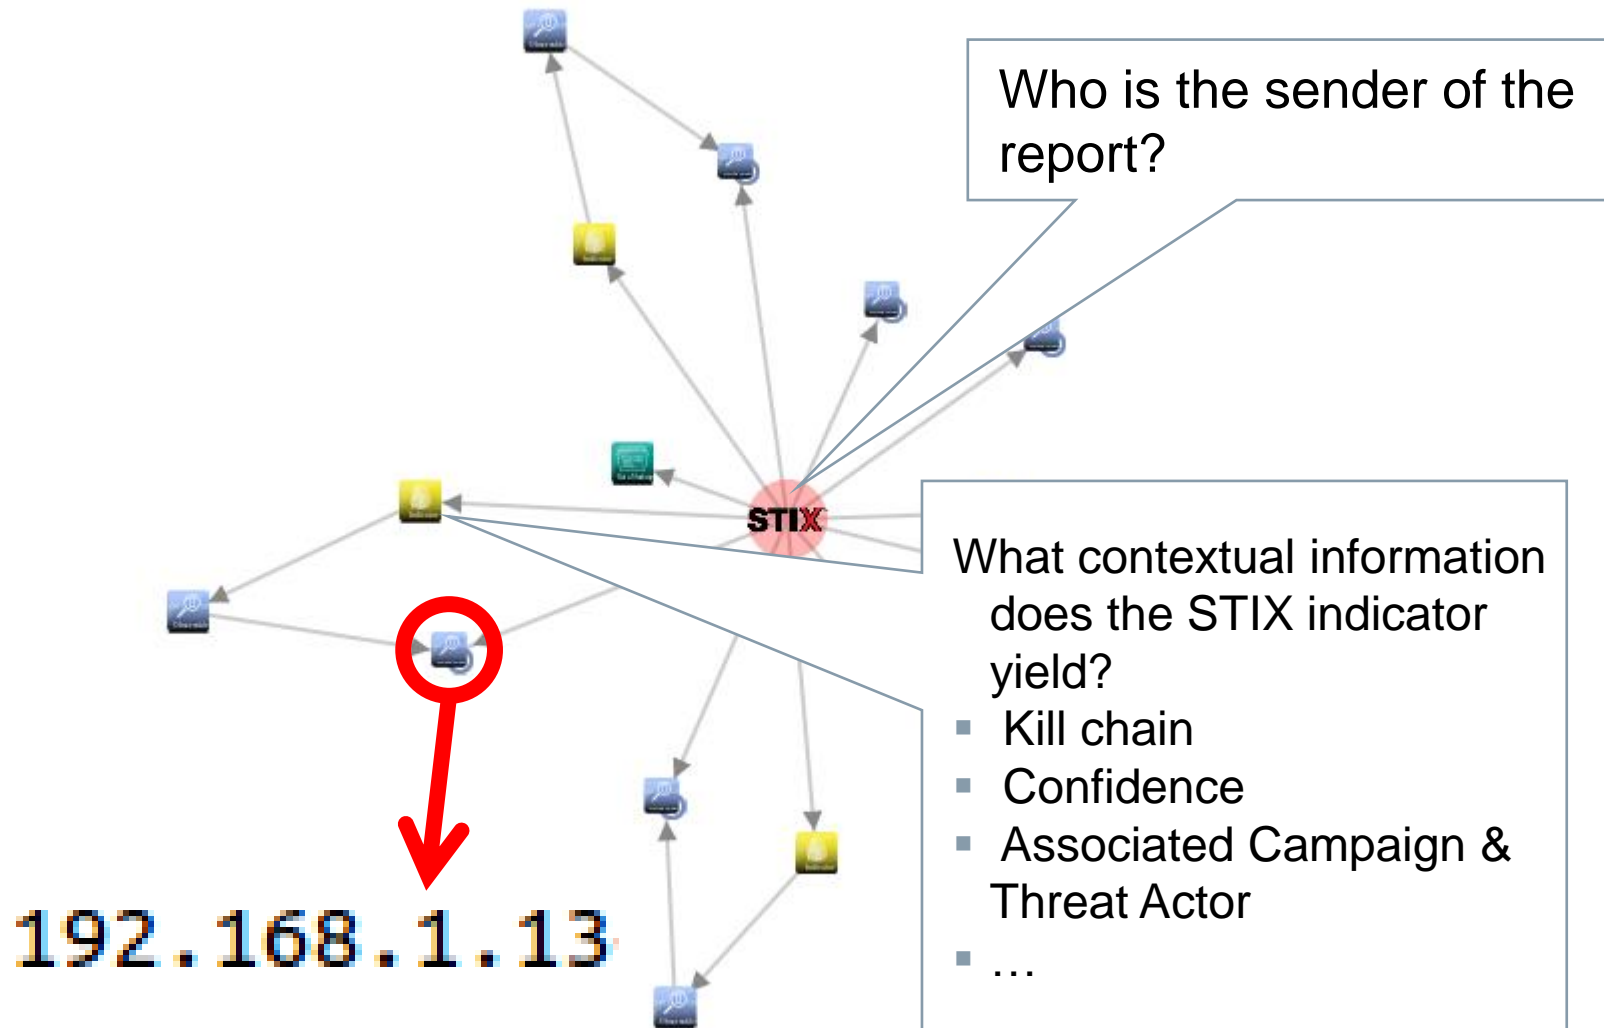 Who is the sender of the
report?
STIX
What contextual information
does the STIX indicator
yield?
▪ Kill chain
▪ Confidence
▪ Associated Campaign &
Threat Actor
▪ …
192.168.1.13